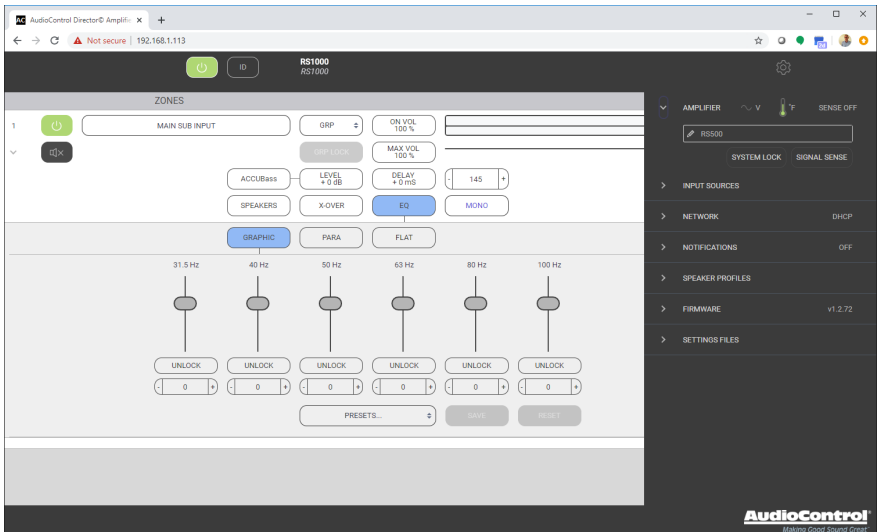 AC AudioControl Director© Amplifi
Not secure | 192.168.1.113
ID
RS1000
RS1000
ZONES
1
MAIN SUB INPUT
GRP
ON VOL
100 %
GRP LOCK
MAX VOL
100 %
ACCUBass
LEVEL
+ 0 dB
DELAY
+ 0 mS
- 145 +
SPEAKERS
X-OVER
EQ
MONO
GRAPHIC
PARA
FLAT
31.5 Hz 40 Hz 50 Hz 63 Hz 80 Hz 100 Hz
UNLOCK UNLOCK UNLOCK UNLOCK UNLOCK UNLOCK
- 0 + - 0 + - 0 + - 0 + - 0 + - 0 +
PRESETS...
SAVE
RESET
AMPLIFIER V °F SENSE OFF
RS500
SYSTEM LOCK SIGNAL SENSE
INPUT SOURCES
NETWORK DHCP
NOTIFICATIONS OFF
SPEAKER PROFILES
FIRMWARE v1.2.72
SETTINGS FILES
AudioControl®
Making Good Sound Great™